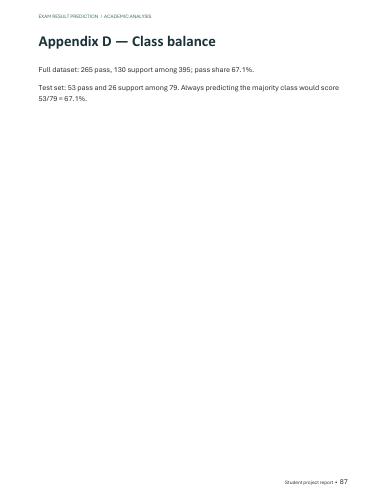 EXAM RESULT PREDICTION / ACADEMIC ANALYSIS
Appendix D — Class balance
Full dataset: 265 pass, 130 support among 395; pass share 67.1%.
Test set: 53 pass and 26 support among 79. Always predicting the majority class would score
53/79 = 67.1%.
Student project report • 87